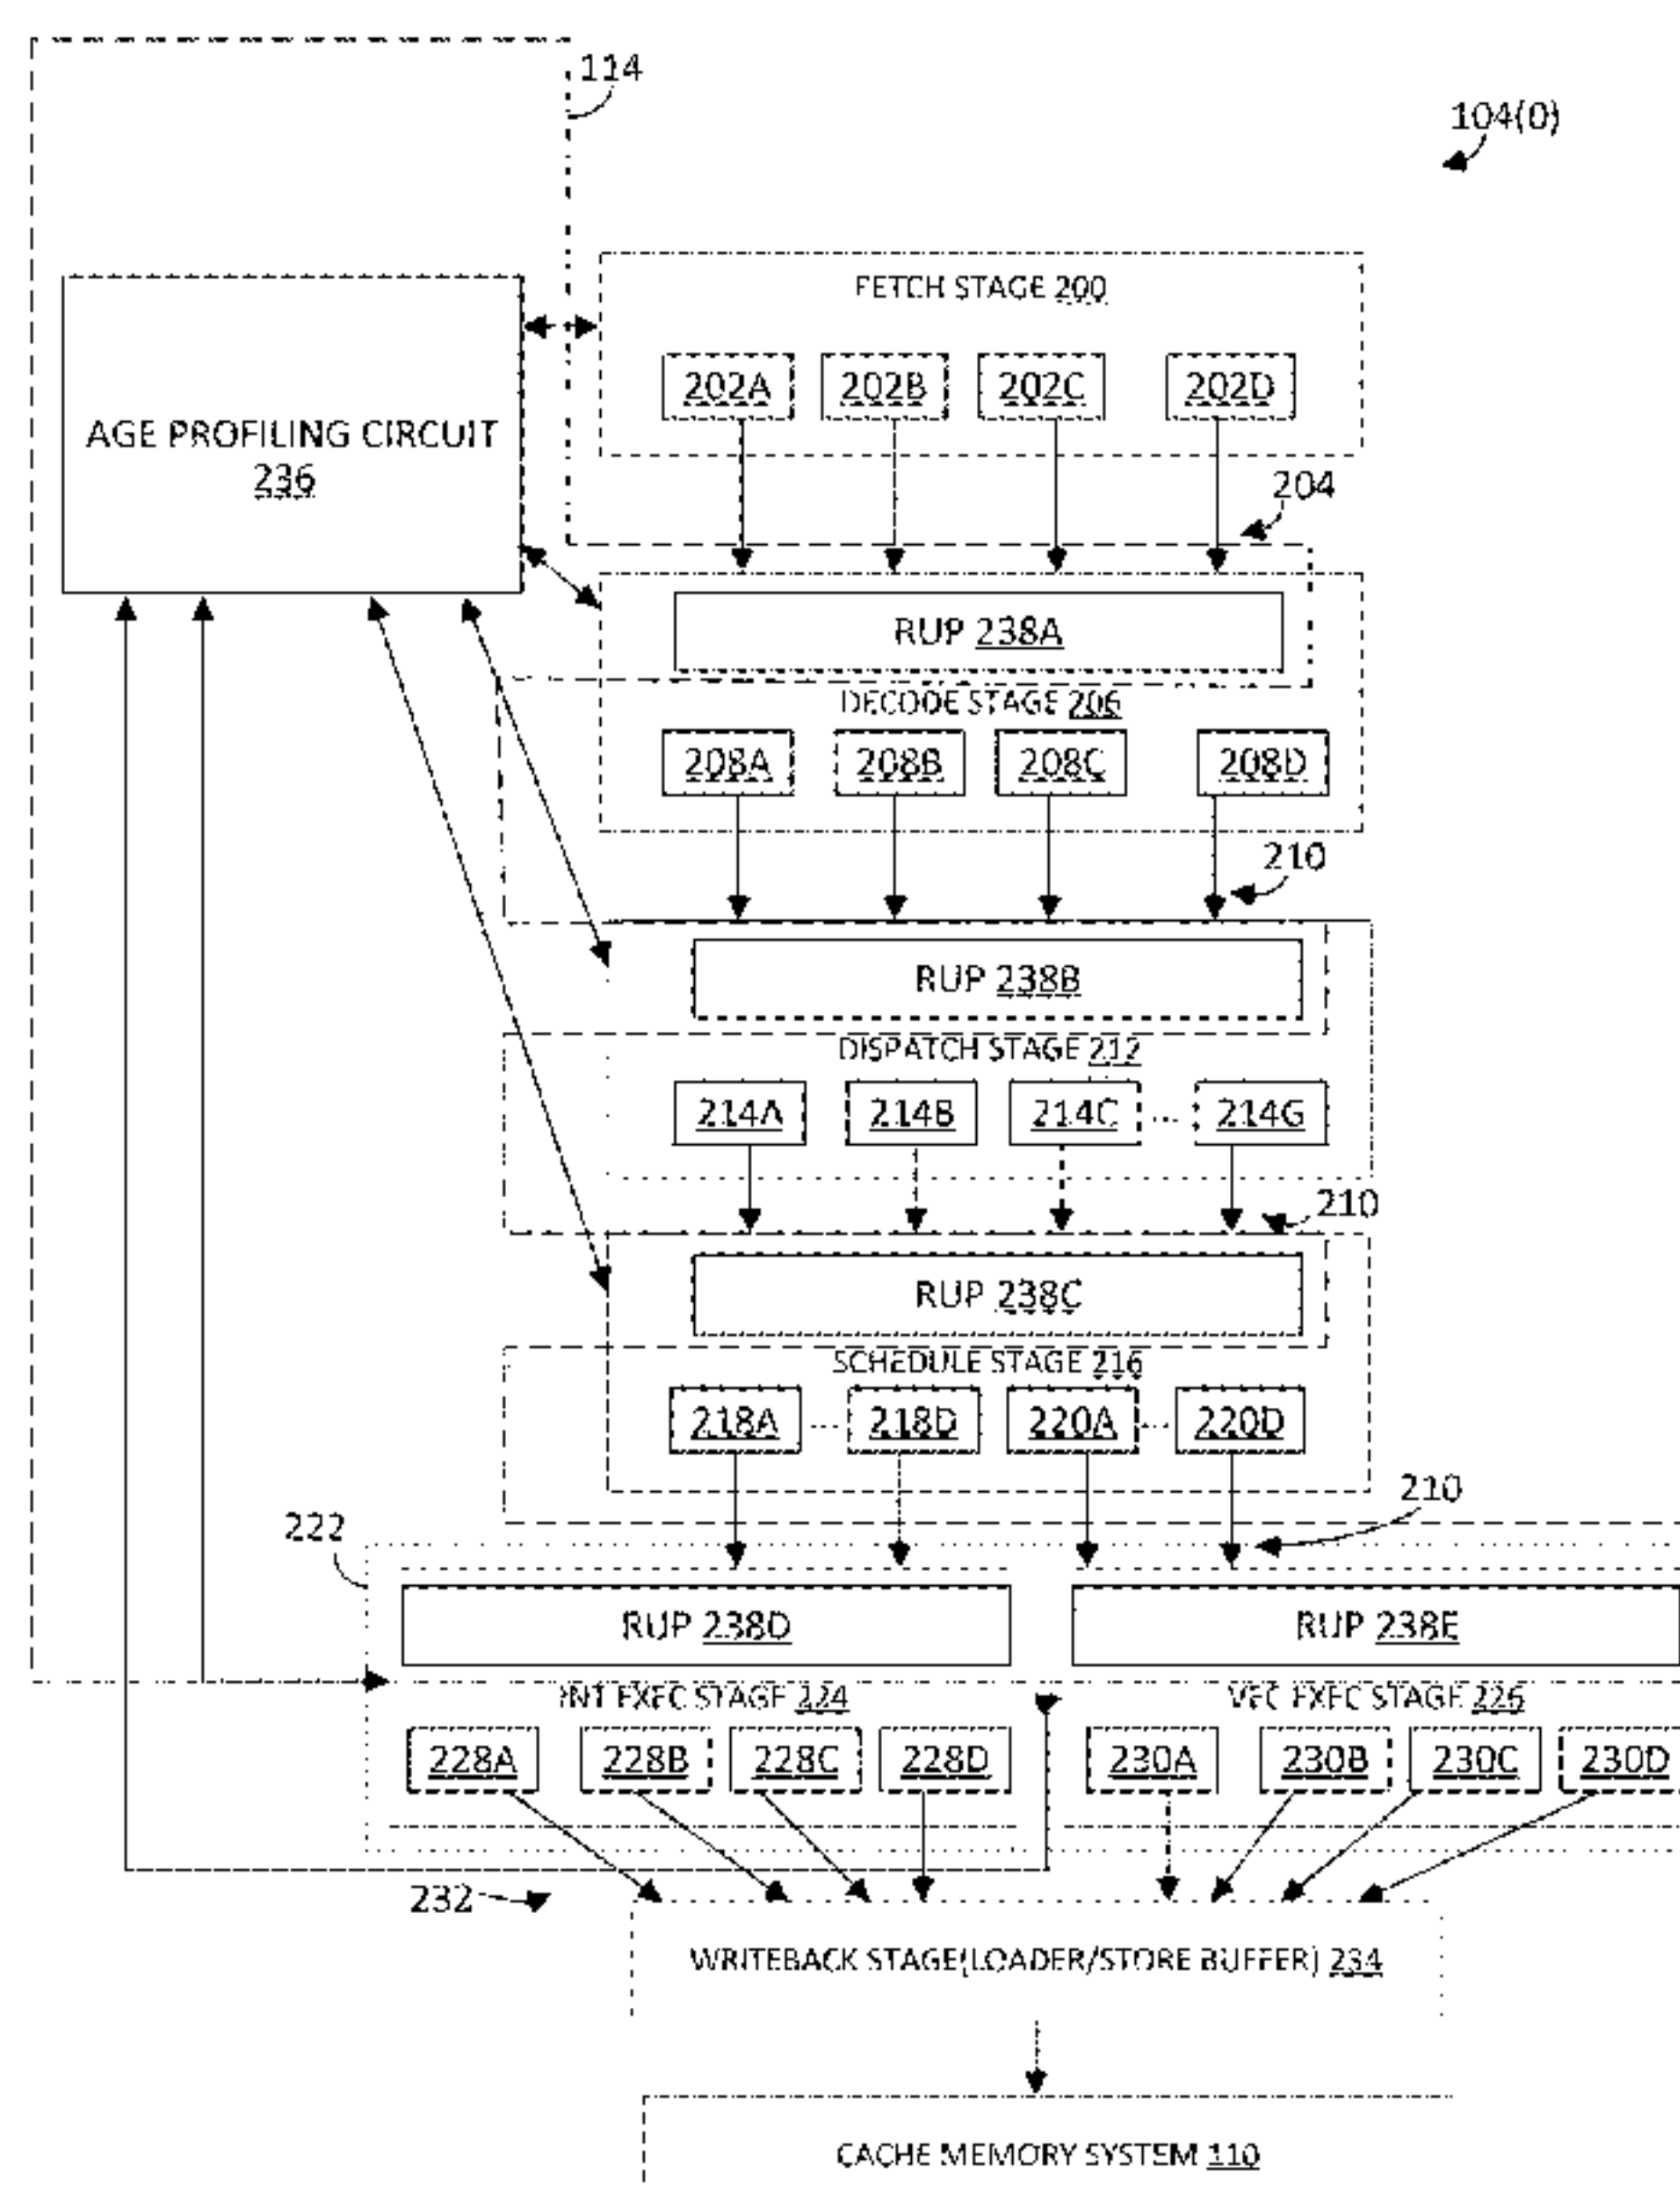 114
104(0)
FETCH STAGE 200
202A 202B 202C 202D
AGE PROFILING CIRCUIT
236
204
RUP 238A
DECODE STAGE 206
208A 208B 208C 208D
210
RUP 238B
DISPATCH STAGE 212
214A 214B 214C ... 214G
210
RUP 238C
SCHEDULE STAGE 216
218A ... 218D 220A ... 220D
210
222
RUP 238D RUP 238E
INT EXEC STAGE 224 VEC EXEC STAGE 226
228A 228B 228C 228D 230A 230B 230C 230D
232
WRITEBACK STAGE(LOADER/STORE BUFFER) 234
CACHE MEMORY SYSTEM 110